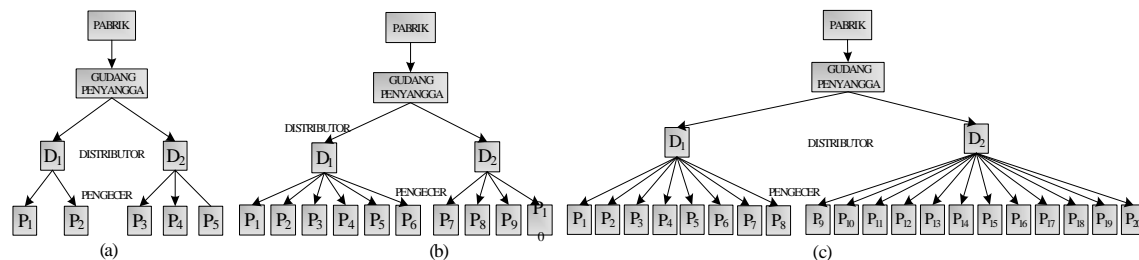 PABRIK
GUDANG
PENYANGGA
D1
DISTRIBUTOR
D2
PENGECER
P1 P2 P3 P4 P5
(a)
PABRIK
GUDANG
PENYANGGA
DISTRIBUTOR
D1 D2
PENGECER
P1 P2 P3 P4 P5 P6 P7 P8 P9 P1
0
(b)
PABRIK
GUDANG
PENYANGGA
D1
DISTRIBUTOR
D2
PENGECER
P1 P2 P3 P4 P5 P6 P7 P8 P9 P10 P11 P12 P13 P14 P15 P16 P17 P18 P19 P20
(c)